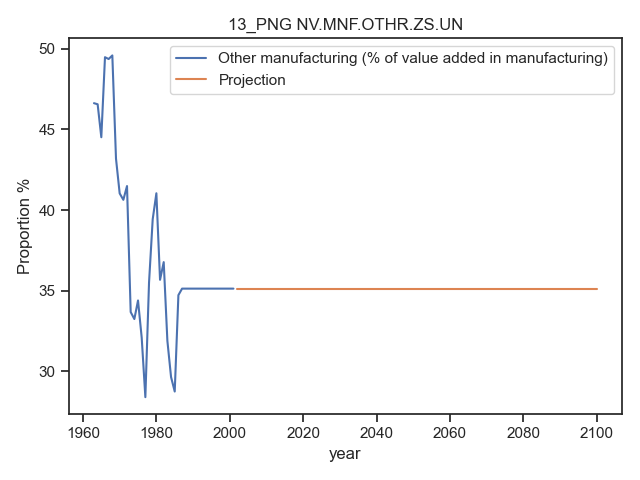 13_PNG NV.MNF.OTHR.ZS.UN
Other manufacturing (% of value added in manufacturing)
Projection
Proportion %
50
45
40
35
30
1960
1980
2000
2020
2040
2060
2080
2100
year